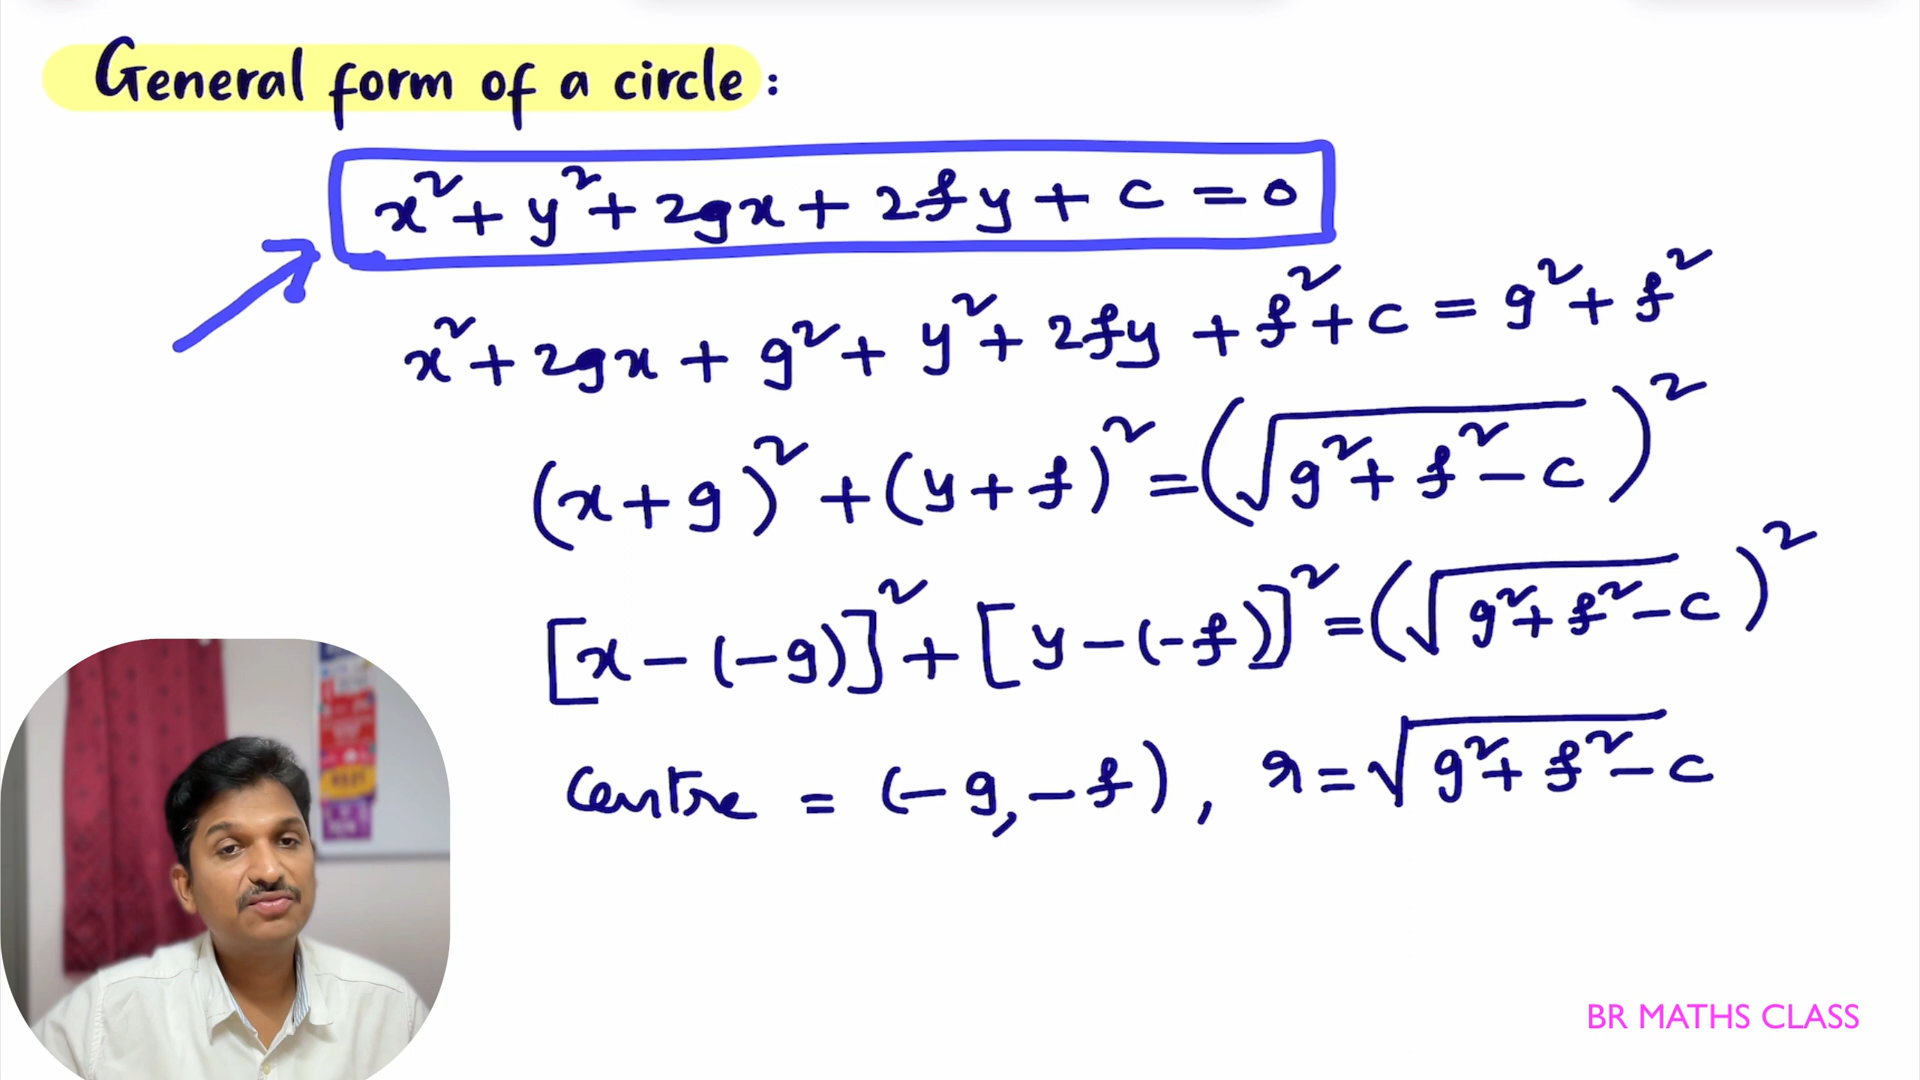 General form of a circle :
x² + y² + 2gx + 2fy + c = 0
x² + 2gx + g² + y² + 2fy + f² + c = g² + f²
(x + g)² + (y + f)² = (√g² + f² - c)²
[x - (-g)]² + [y - (-f)]² = (√g² + f² - c)²
Centre = (-g, -f), r = √g² + f² - c
BR MATHS CLASS